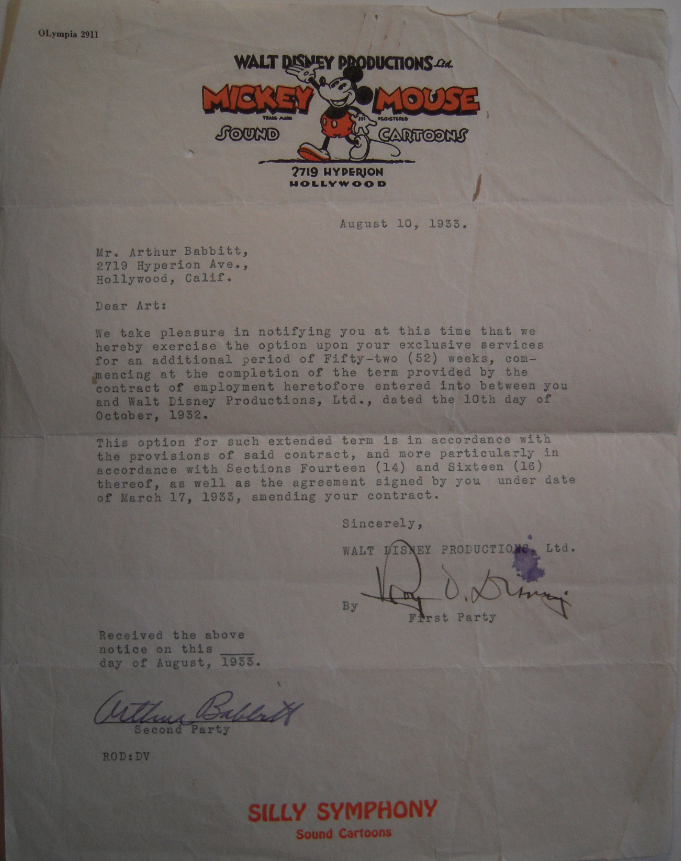 OLympia 2911
WALT DISNEY PRODUCTIONS Ltd.
MICKEY MOUSE
TRADE MARK REGISTERED
SOUND CARTOONS
2719 HYPERION
HOLLYWOOD
August 10, 1933.
Mr. Arthur Babbitt,
2719 Hyperion Ave.,
Hollywood, Calif.
Dear Art:
We take pleasure in notifying you at this time that we
hereby exercise the option upon your exclusive services
for an additional period of Fifty-two (52) weeks, com-
mencing at the completion of the term provided by the
contract of employment heretofore entered into between you
and Walt Disney Productions, Ltd., dated the 10th day of
October, 1932.
This option for such extended term is in accordance with
the provisions of said contract, and more particularly in
accordance with Sections Fourteen (14) and Sixteen (16)
thereof, as well as the agreement signed by you under date
of March 17, 1933, amending your contract.
Sincerely,
WALT DISNEY PRODUCTIONS, Ltd.
By Roy O. Disney
First Party
Received the above
notice on this ____
day of August, 1933.
Arthur Babbitt
Second Party
ROD:DV
SILLY SYMPHONY
Sound Cartoons